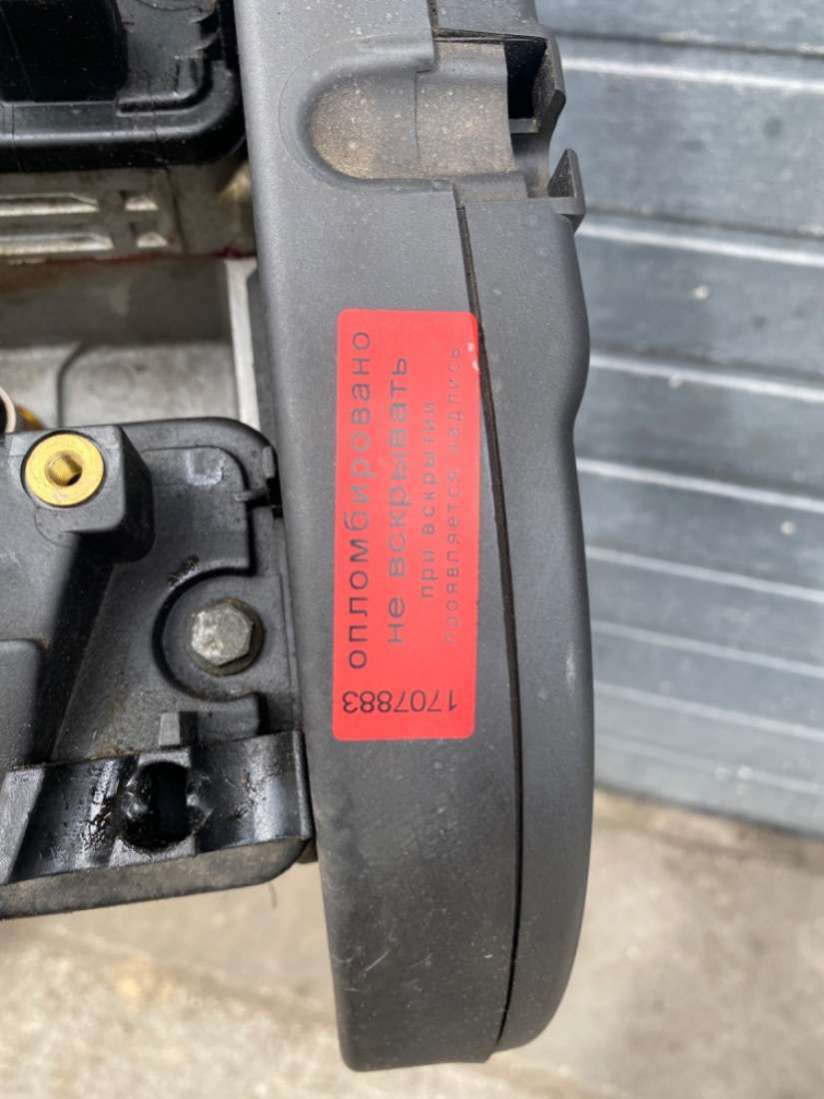 опломбировано
не вскрывать
при вскрытии
проявляется надпись
1707883